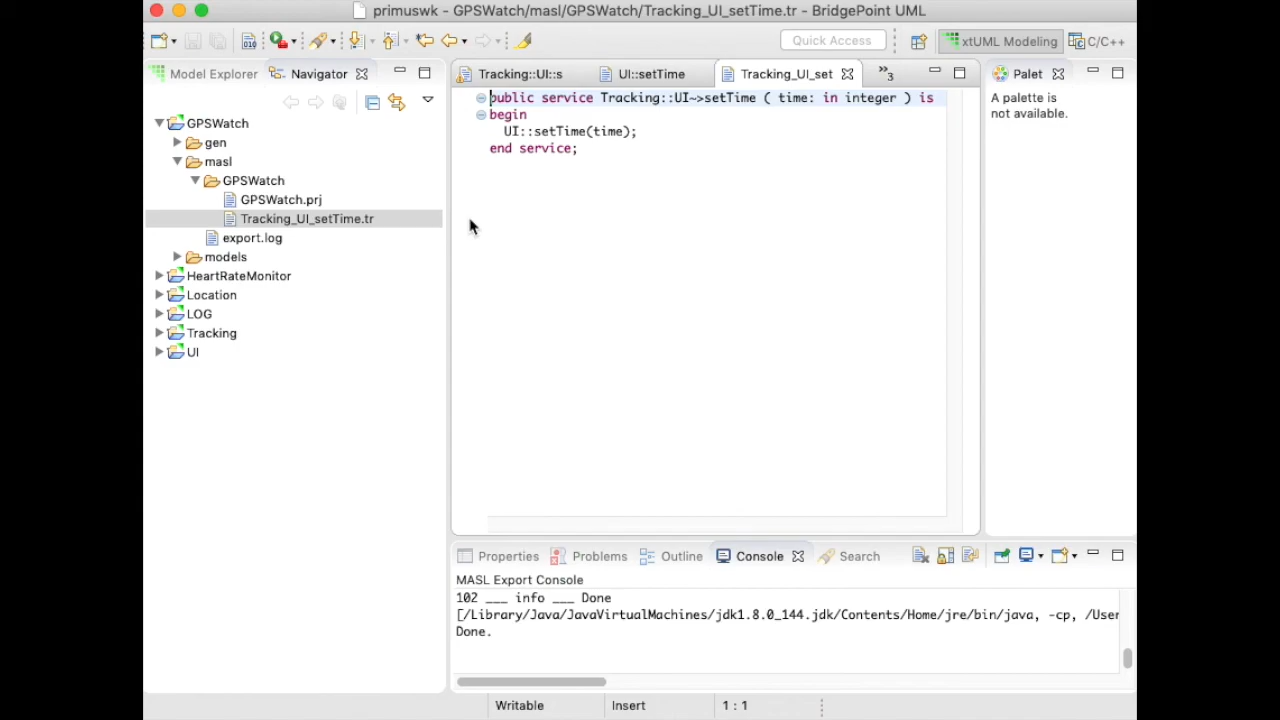 primuswk - GPSWatch/masl/GPSWatch/Tracking_UI_setTime.tr - BridgePoint UML
Quick Access
xtUML Modeling
C/C++
Model Explorer
Navigator
Tracking::UI::s
UI::setTime
Tracking_UI_set
3
Palet
GPSWatch
gen
masl
GPSWatch
GPSWatch.prj
Tracking_UI_setTime.tr
export.log
models
HeartRateMonitor
Location
LOG
Tracking
UI
public service Tracking::UI~>setTime ( time: in integer ) is
begin
UI::setTime(time);
end service;
A palette is
not available.
Properties
Problems
Outline
Console
Search
MASL Export Console
102 ___ info ___ Done
[/Library/Java/JavaVirtualMachines/jdk1.8.0_144.jdk/Contents/Home/jre/bin/java, -cp, /User
Done.
Writable
Insert
1 : 1